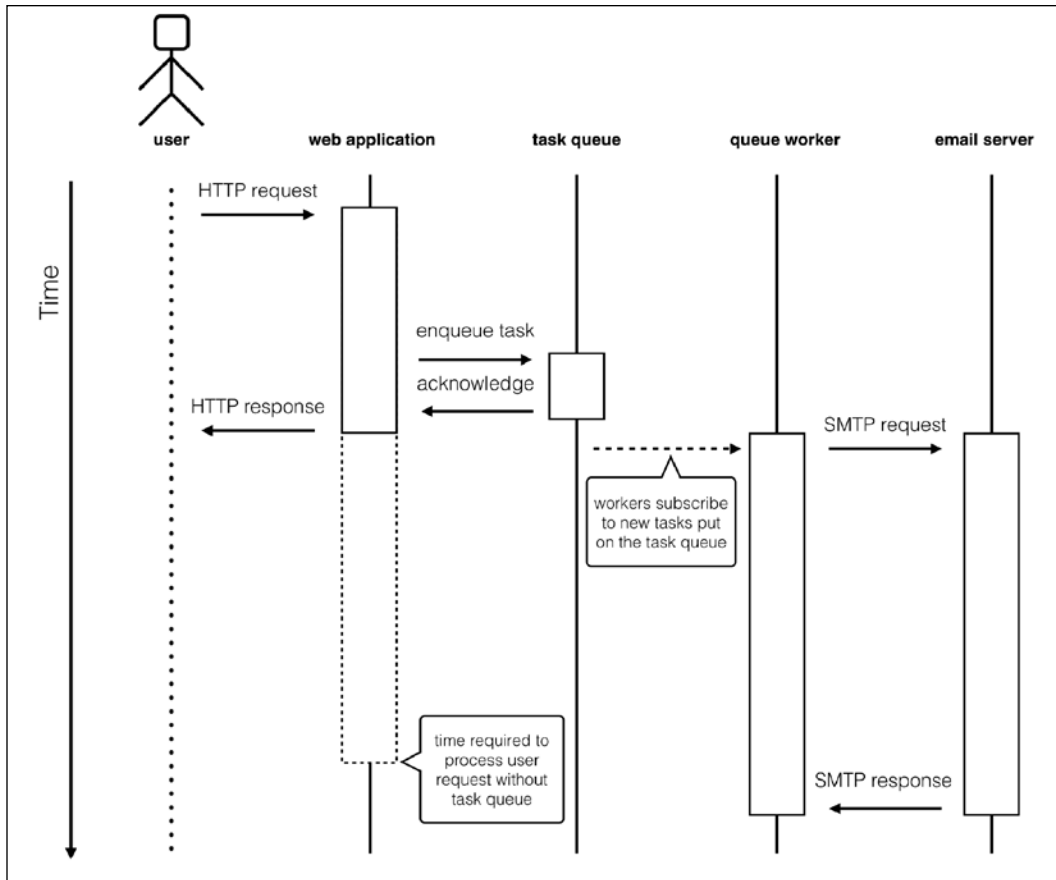 user
web application
task queue
queue worker
email server
Time
HTTP request
enqueue task
acknowledge
HTTP response
SMTP request
workers subscribe
to new tasks put
on the task queue
time required to
process user
request without
task queue
SMTP response